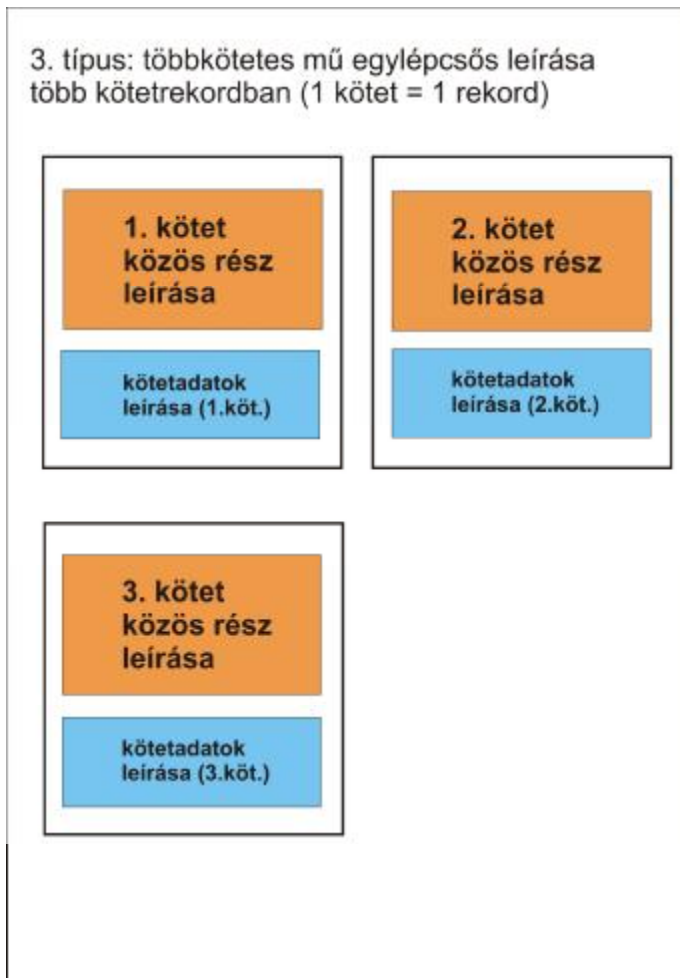 3. típus: többkötetes mű egylépcsős leírása
több kötetrekordban (1 kötet = 1 rekord)
1. kötet
közös rész
leírása
kötetadatok
leírása (1.köt.)
2. kötet
közös rész
leírása
kötetadatok
leírása (2.köt.)
3. kötet
közös rész
leírása
kötetadatok
leírása (3.köt.)